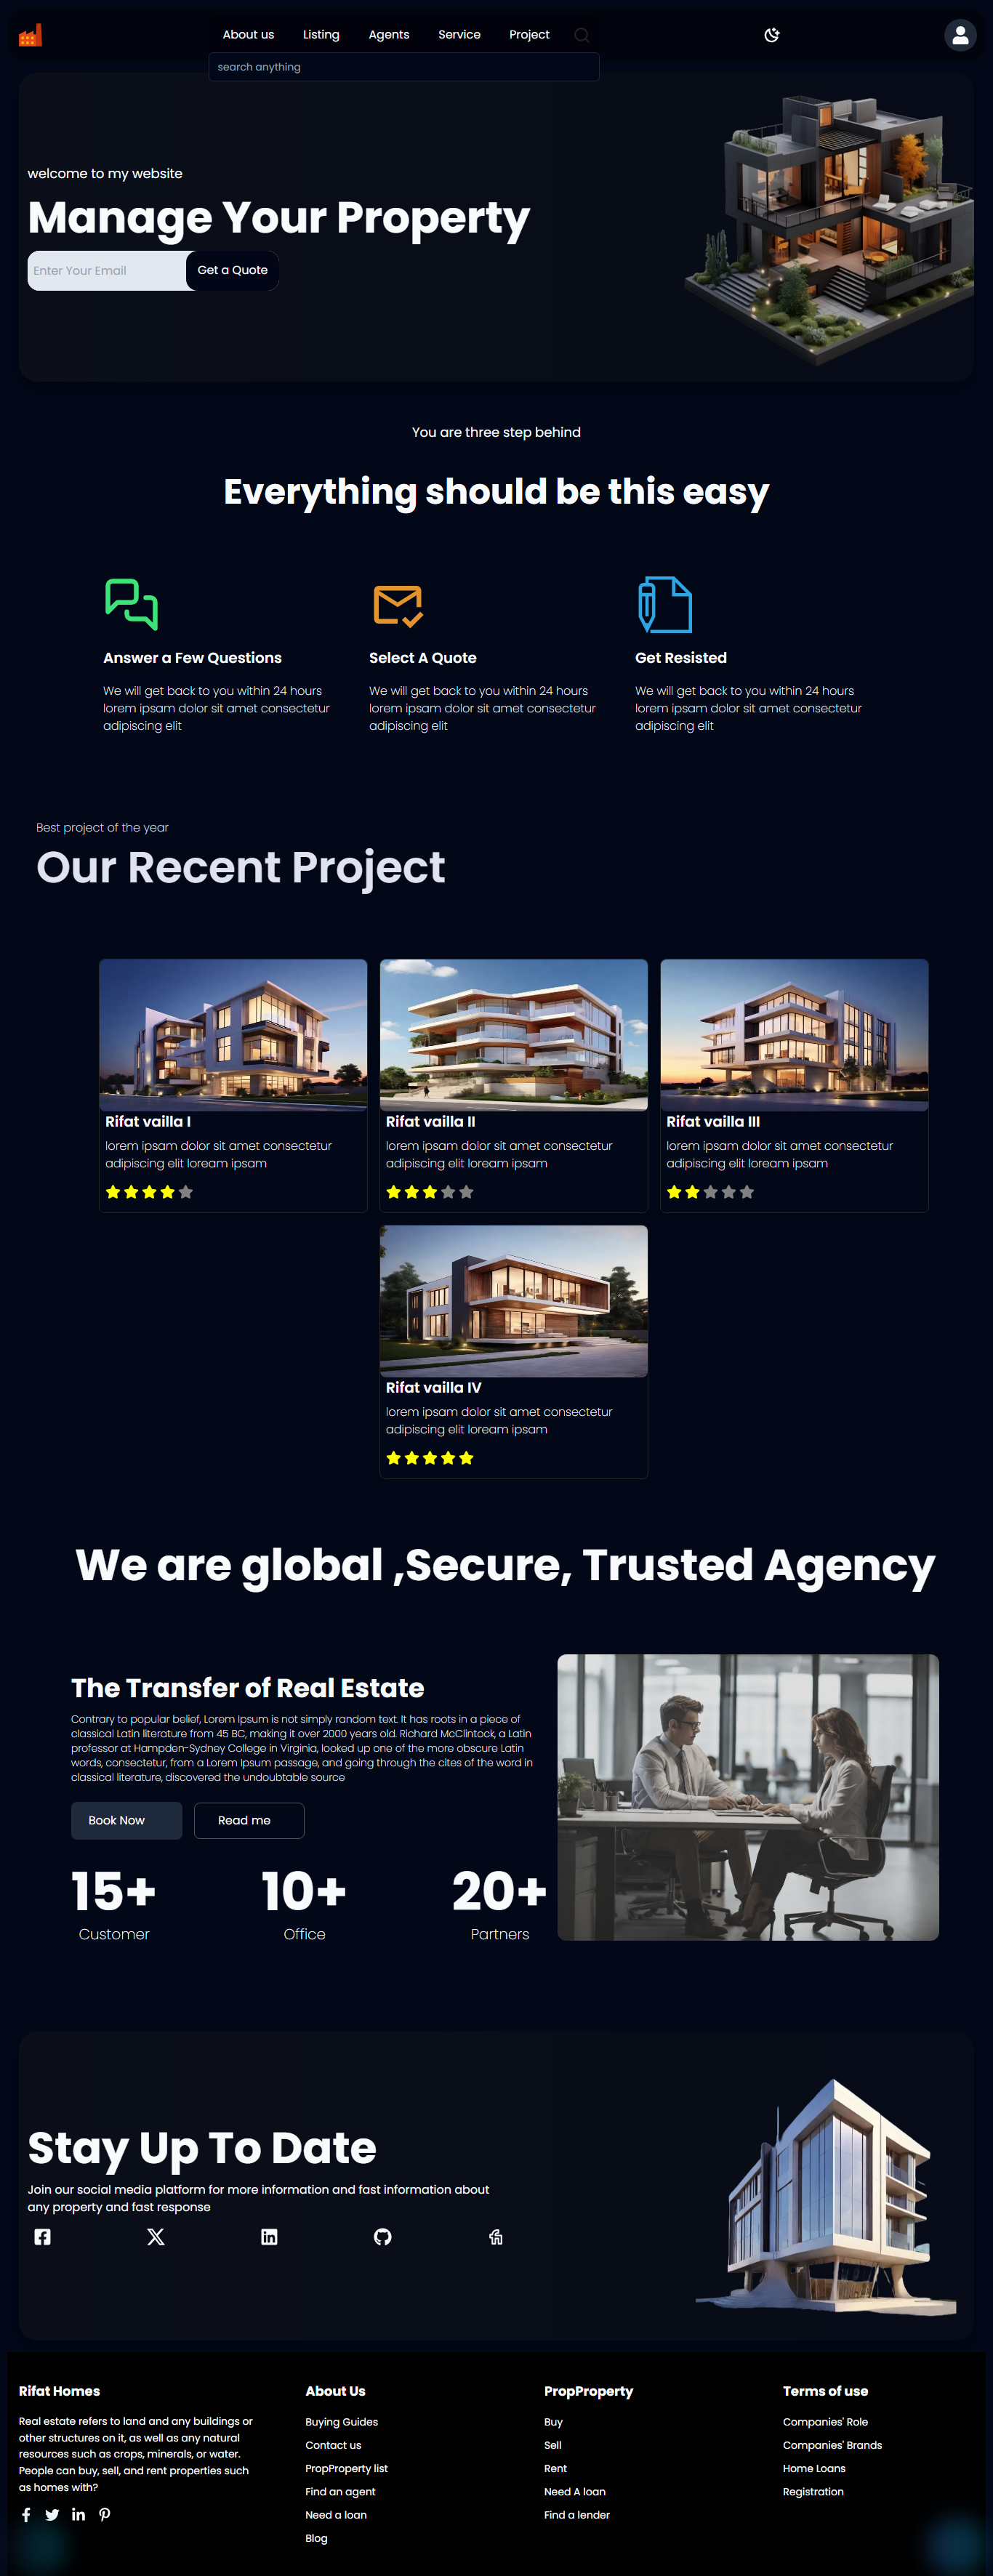 About us
Listing
Agents
Service
Project
search anything
welcome to my website
Manage Your Property
Enter Your Email
Get a Quote
You are three step behind
Everything should be this easy
Answer a Few Questions
We will get back to you within 24 hours
lorem ipsam dolor sit amet consectetur
adipiscing elit
Select A Quote
We will get back to you within 24 hours
lorem ipsam dolor sit amet consectetur
adipiscing elit
Get Resisted
We will get back to you within 24 hours
lorem ipsam dolor sit amet consectetur
adipiscing elit
Best project of the year
Our Recent Project
Rifat vailla I
lorem ipsam dolor sit amet consectetur
adipiscing elit loream ipsam
Rifat vailla II
lorem ipsam dolor sit amet consectetur
adipiscing elit loream ipsam
Rifat vailla III
lorem ipsam dolor sit amet consectetur
adipiscing elit loream ipsam
Rifat vailla IV
lorem ipsam dolor sit amet consectetur
adipiscing elit loream ipsam
We are global ,Secure, Trusted Agency
The Transfer of Real Estate
Contrary to popular belief, Lorem Ipsum is not simply random text. It has roots in a piece of
classical Latin literature from 45 BC, making it over 2000 years old. Richard McClintock, a Latin
professor at Hampden-Sydney College in Virginia, looked up one of the more obscure Latin
words, consectetur, from a Lorem Ipsum passage, and going through the cites of the word in
classical literature, discovered the undoubtable source
Book Now
Read me
15+
Customer
10+
Office
20+
Partners
Stay Up To Date
Join our social media platform for more information and fast information about
any property and fast response
Rifat Homes
Real estate refers to land and any buildings or
other structures on it, as well as any natural
resources such as crops, minerals, or water.
People can buy, sell, and rent properties such
as homes with?
About Us
Buying Guides
Contact us
PropProperty list
Find an agent
Need a loan
Blog
PropProperty
Buy
Sell
Rent
Need A loan
Find a lender
Terms of use
Companies' Role
Companies' Brands
Home Loans
Registration